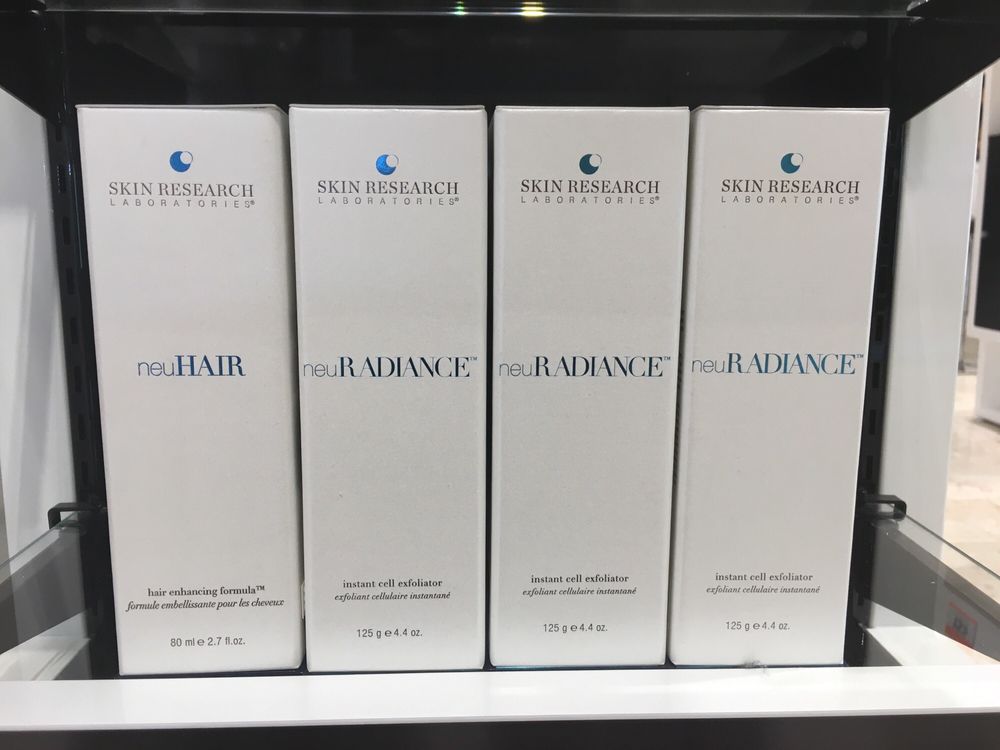 SKIN RESEARCH
LABORATORIES®
neuHAIR
hair enhancing formula™
formule embellissante pour les cheveux
80 ml e 2.7 fl.oz.
SKIN RESEARCH
LABORATORIES®
neuRADIANCE™
instant cell exfoliator
exfoliant cellulaire instantané
125 g e 4.4 oz.
SKIN RESEARCH
LABORATORIES®
neuRADIANCE™
instant cell exfoliator
exfoliant cellulaire instantané
125 g e 4.4 oz.
SKIN RESEARCH
LABORATORIES®
neuRADIANCE™
instant cell exfoliator
exfoliant cellulaire instantané
125 g e 4.4 oz.